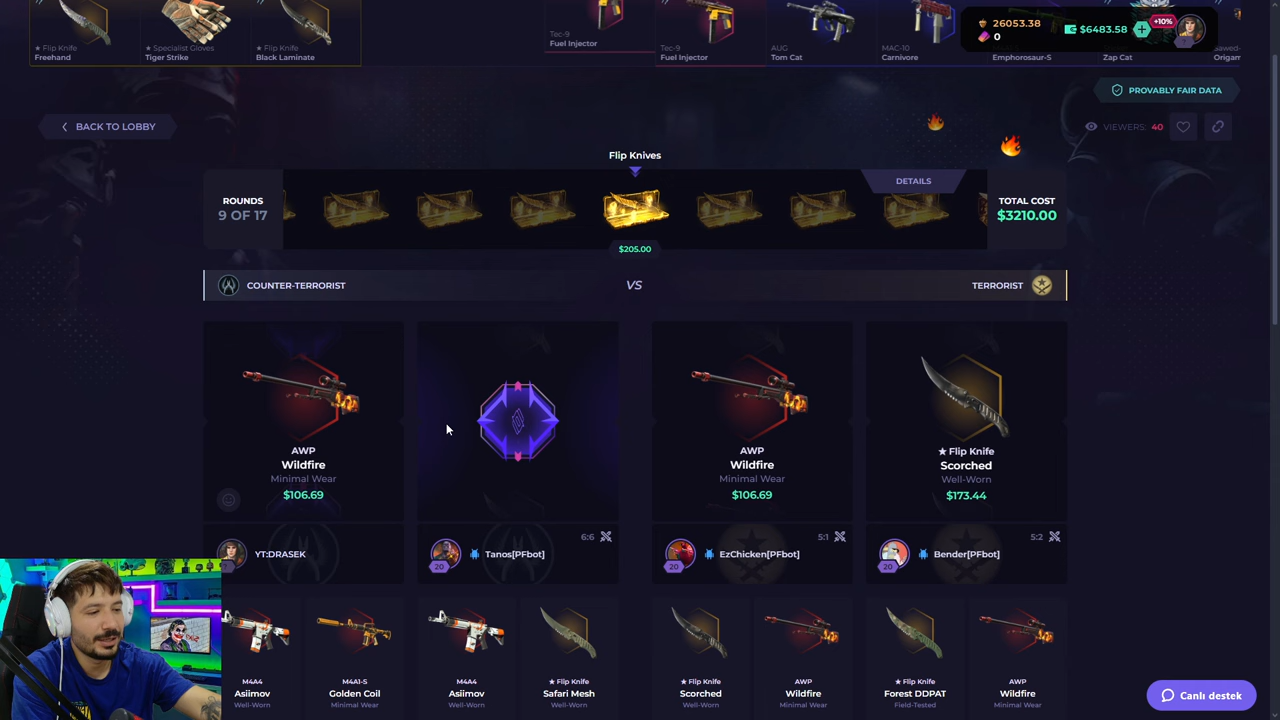 ★ Flip Knife
Freehand
★ Specialist Gloves
Tiger Strike
★ Flip Knife
Black Laminate
Tec-9
Fuel Injector
Tec-9
Fuel Injector
AUG
Tom Cat
MAC-10
Carnivore
Emphorosaur-S
Zap Cat
Sawed-
Origam
26053.38
0
$6483.58
+10%
PROVABLY FAIR DATA
BACK TO LOBBY
VIEWERS: 40
Flip Knives
DETAILS
ROUNDS
9 OF 17
TOTAL COST
$3210.00
$205.00
COUNTER-TERRORIST
VS
TERRORIST
AWP
Wildfire
Minimal Wear
$106.69
AWP
Wildfire
Minimal Wear
$106.69
★ Flip Knife
Scorched
Well-Worn
$173.44
YT:DRASEK
6:6
20
Tanos[PFbot]
5:1
20
EzChicken[PFbot]
5:2
20
Bender[PFbot]
M4A4
Asiimov
Well-Worn
M4A1-S
Golden Coil
Minimal Wear
M4A4
Asiimov
Well-Worn
★ Flip Knife
Safari Mesh
Well-Worn
★ Flip Knife
Scorched
Well-Worn
AWP
Wildfire
Minimal Wear
★ Flip Knife
Forest DDPAT
Field-Tested
AWP
Wildfire
Minimal Wear
Canlı destek